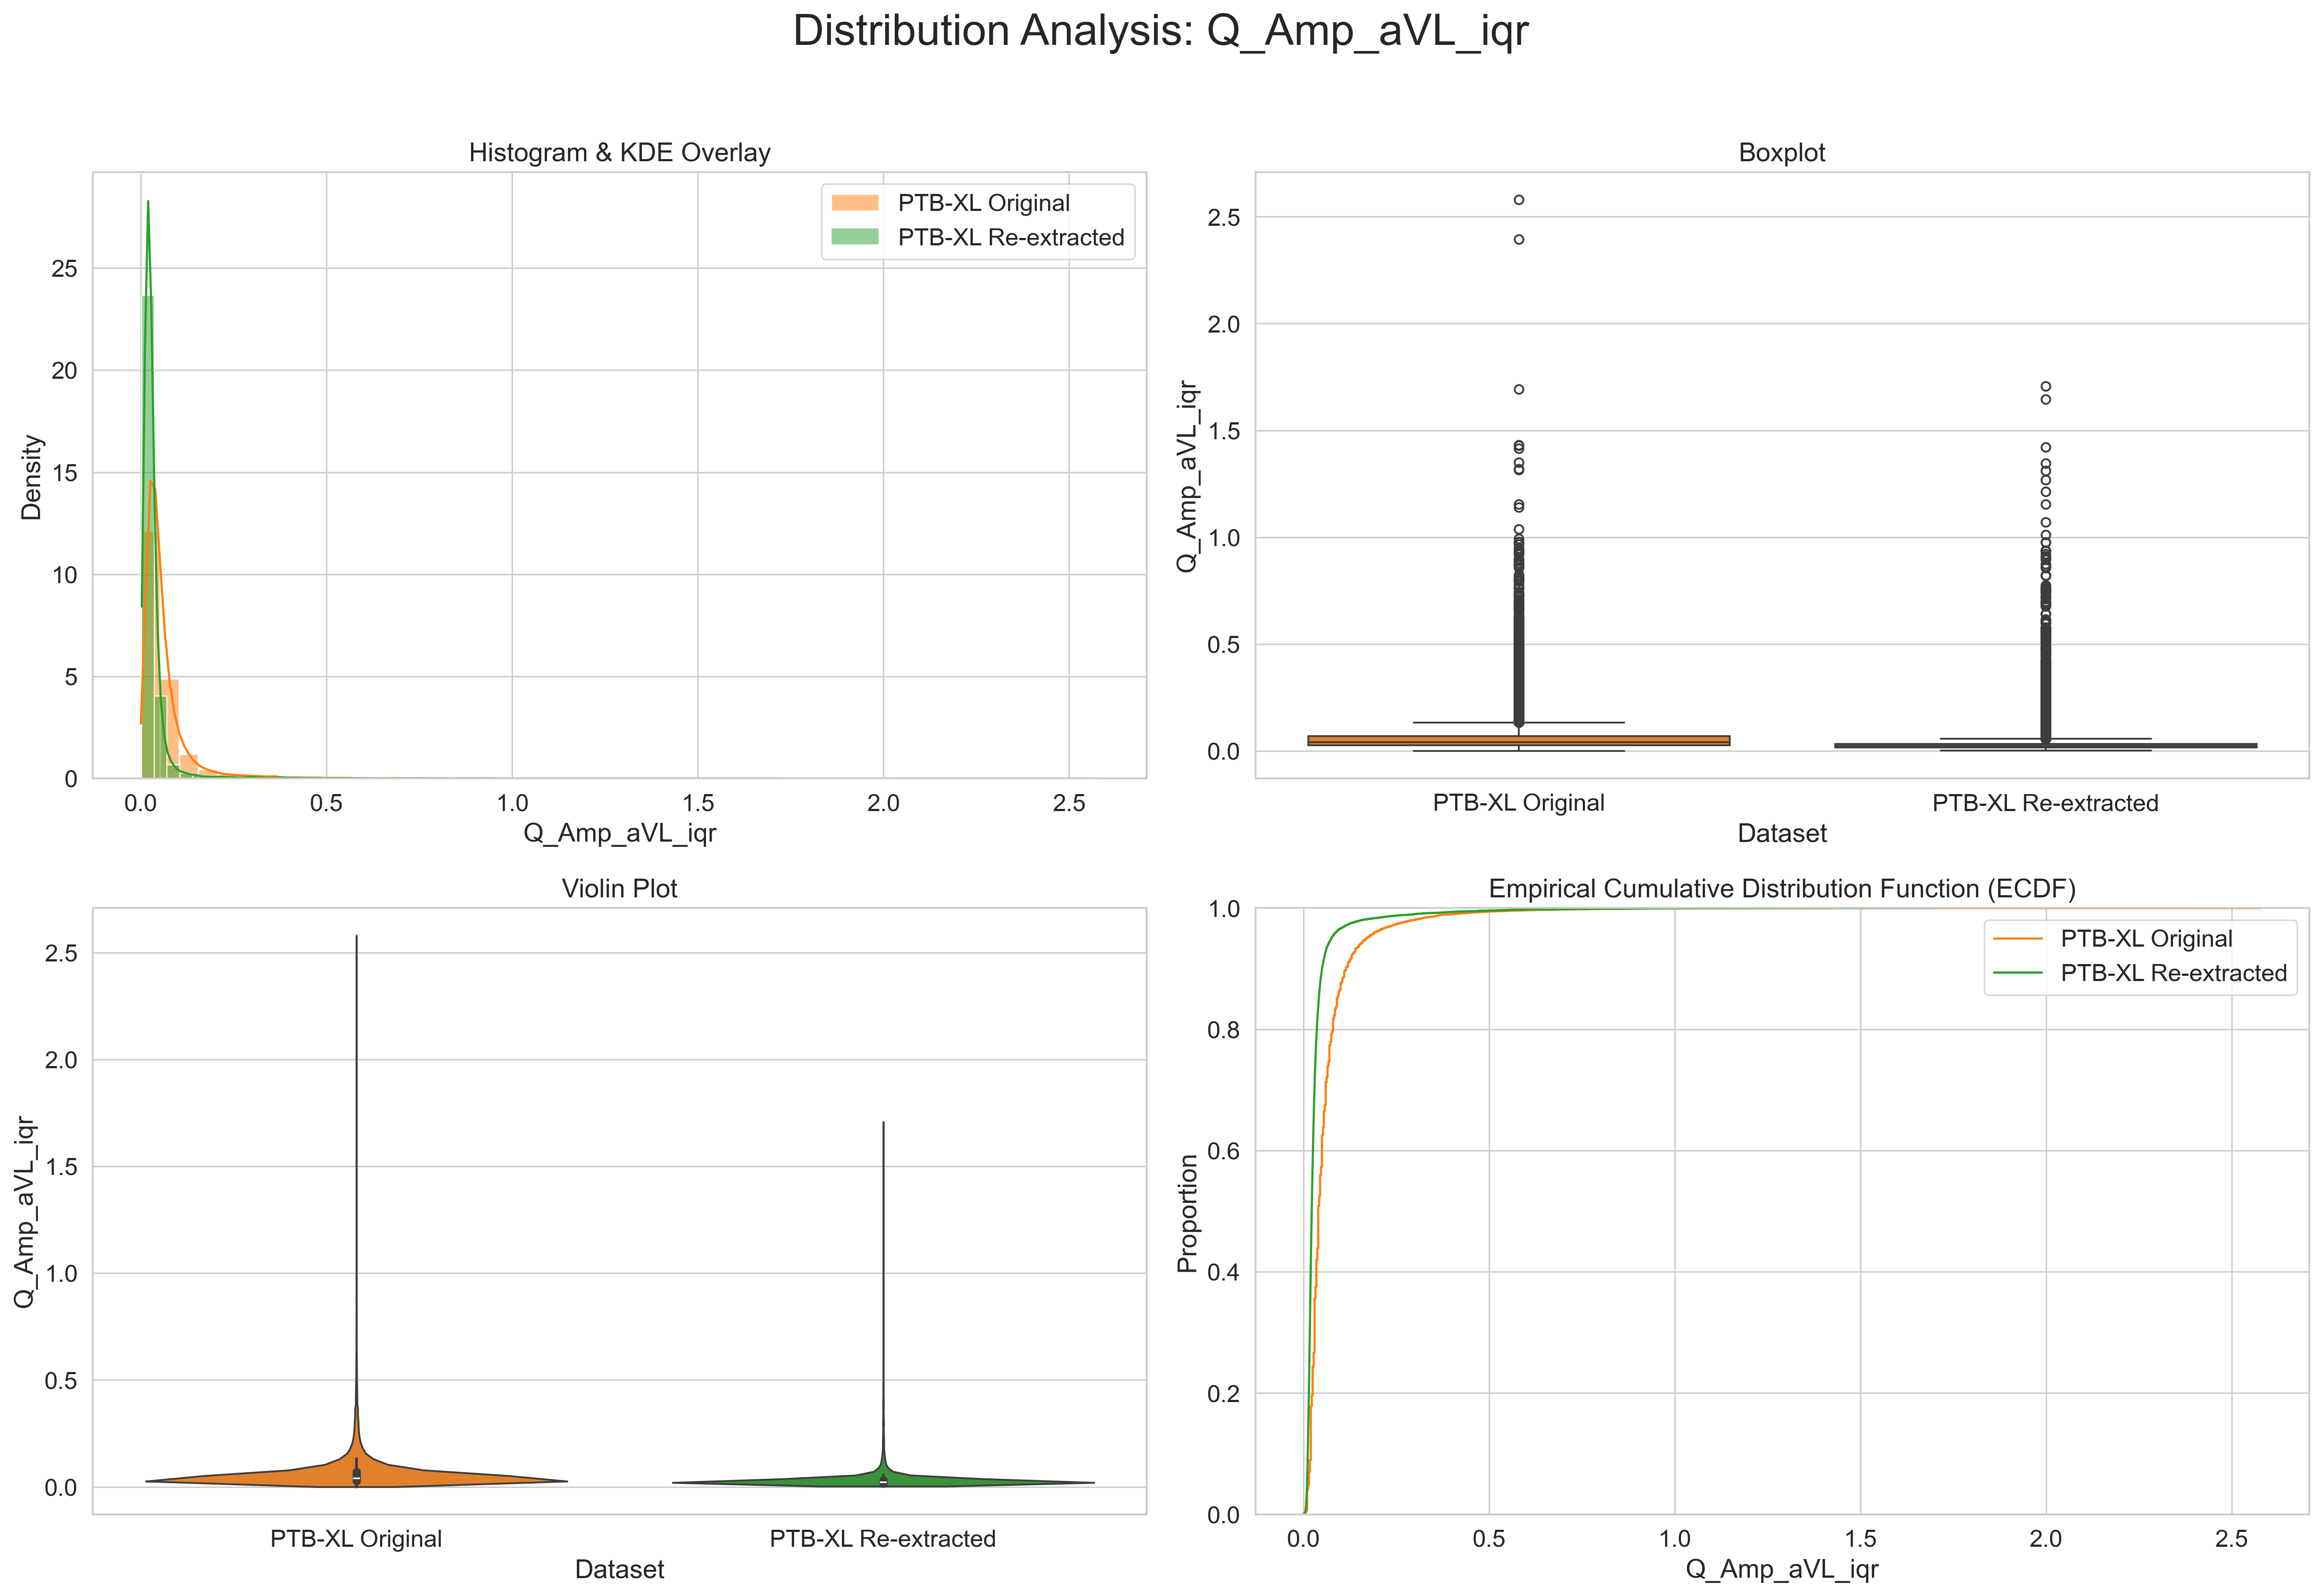 Distribution Analysis: Q_Amp_aVL_iqr
Histogram & KDE Overlay
PTB-XL Original
PTB-XL Re-extracted
Density
25
20
15
10
5
0
0.0 0.5 1.0 1.5 2.0 2.5
Q_Amp_aVL_iqr
Boxplot
Q_Amp_aVL_iqr
2.5
2.0
1.5
1.0
0.5
0.0
PTB-XL Original PTB-XL Re-extracted
Dataset
Violin Plot
Q_Amp_aVL_iqr
2.5
2.0
1.5
1.0
0.5
0.0
PTB-XL Original PTB-XL Re-extracted
Dataset
Empirical Cumulative Distribution Function (ECDF)
PTB-XL Original
PTB-XL Re-extracted
Proportion
1.0
0.8
0.6
0.4
0.2
0.0
0.0 0.5 1.0 1.5 2.0 2.5
Q_Amp_aVL_iqr